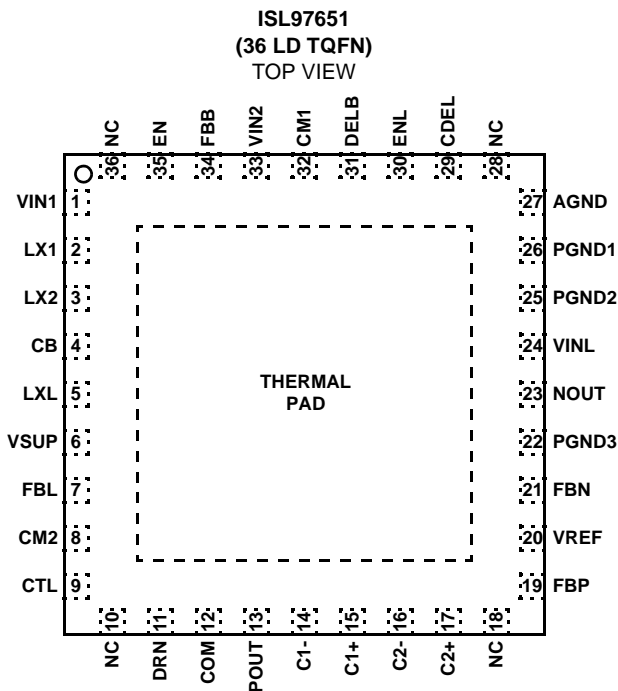 ISL97651
(36 LD TQFN)
TOP VIEW
NC
EN
FBB
VIN2
CM1
DELB
ENL
CDEL
NC
36
35
34
33
32
31
30
29
28
VIN1 1
LX1 2
LX2 3
CB 4
LXL 5
VSUP 6
FBL 7
CM2 8
CTL 9
THERMAL
PAD
27 AGND
26 PGND1
25 PGND2
24 VINL
23 NOUT
22 PGND3
21 FBN
20 VREF
19 FBP
10
11
12
13
14
15
16
17
18
NC
DRN
COM
POUT
C1-
C1+
C2-
C2+
NC